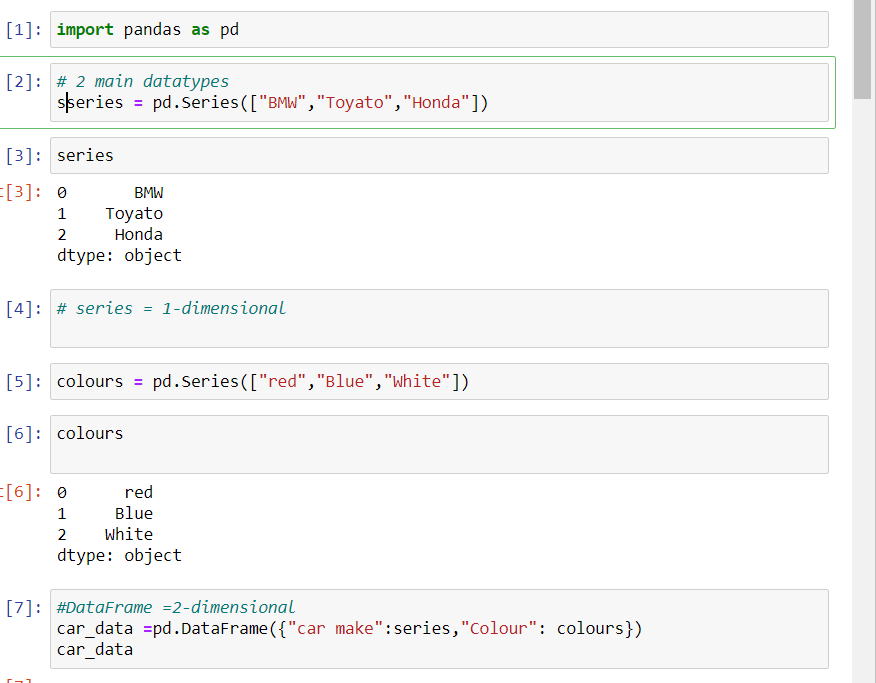 [1]: import pandas as pd
[2]: # 2 main datatypes
sseries = pd.Series(["BMW","Toyato","Honda"])
[3]: series
t[3]: 0 BMW
1 Toyato
2 Honda
dtype: object
[4]: # series = 1-dimensional
[5]: colours = pd.Series(["red","Blue","White"])
[6]: colours
t[6]: 0 red
1 Blue
2 White
dtype: object
[7]: #DataFrame =2-dimensional
car_data =pd.DataFrame({"car make":series,"Colour": colours})
car_data